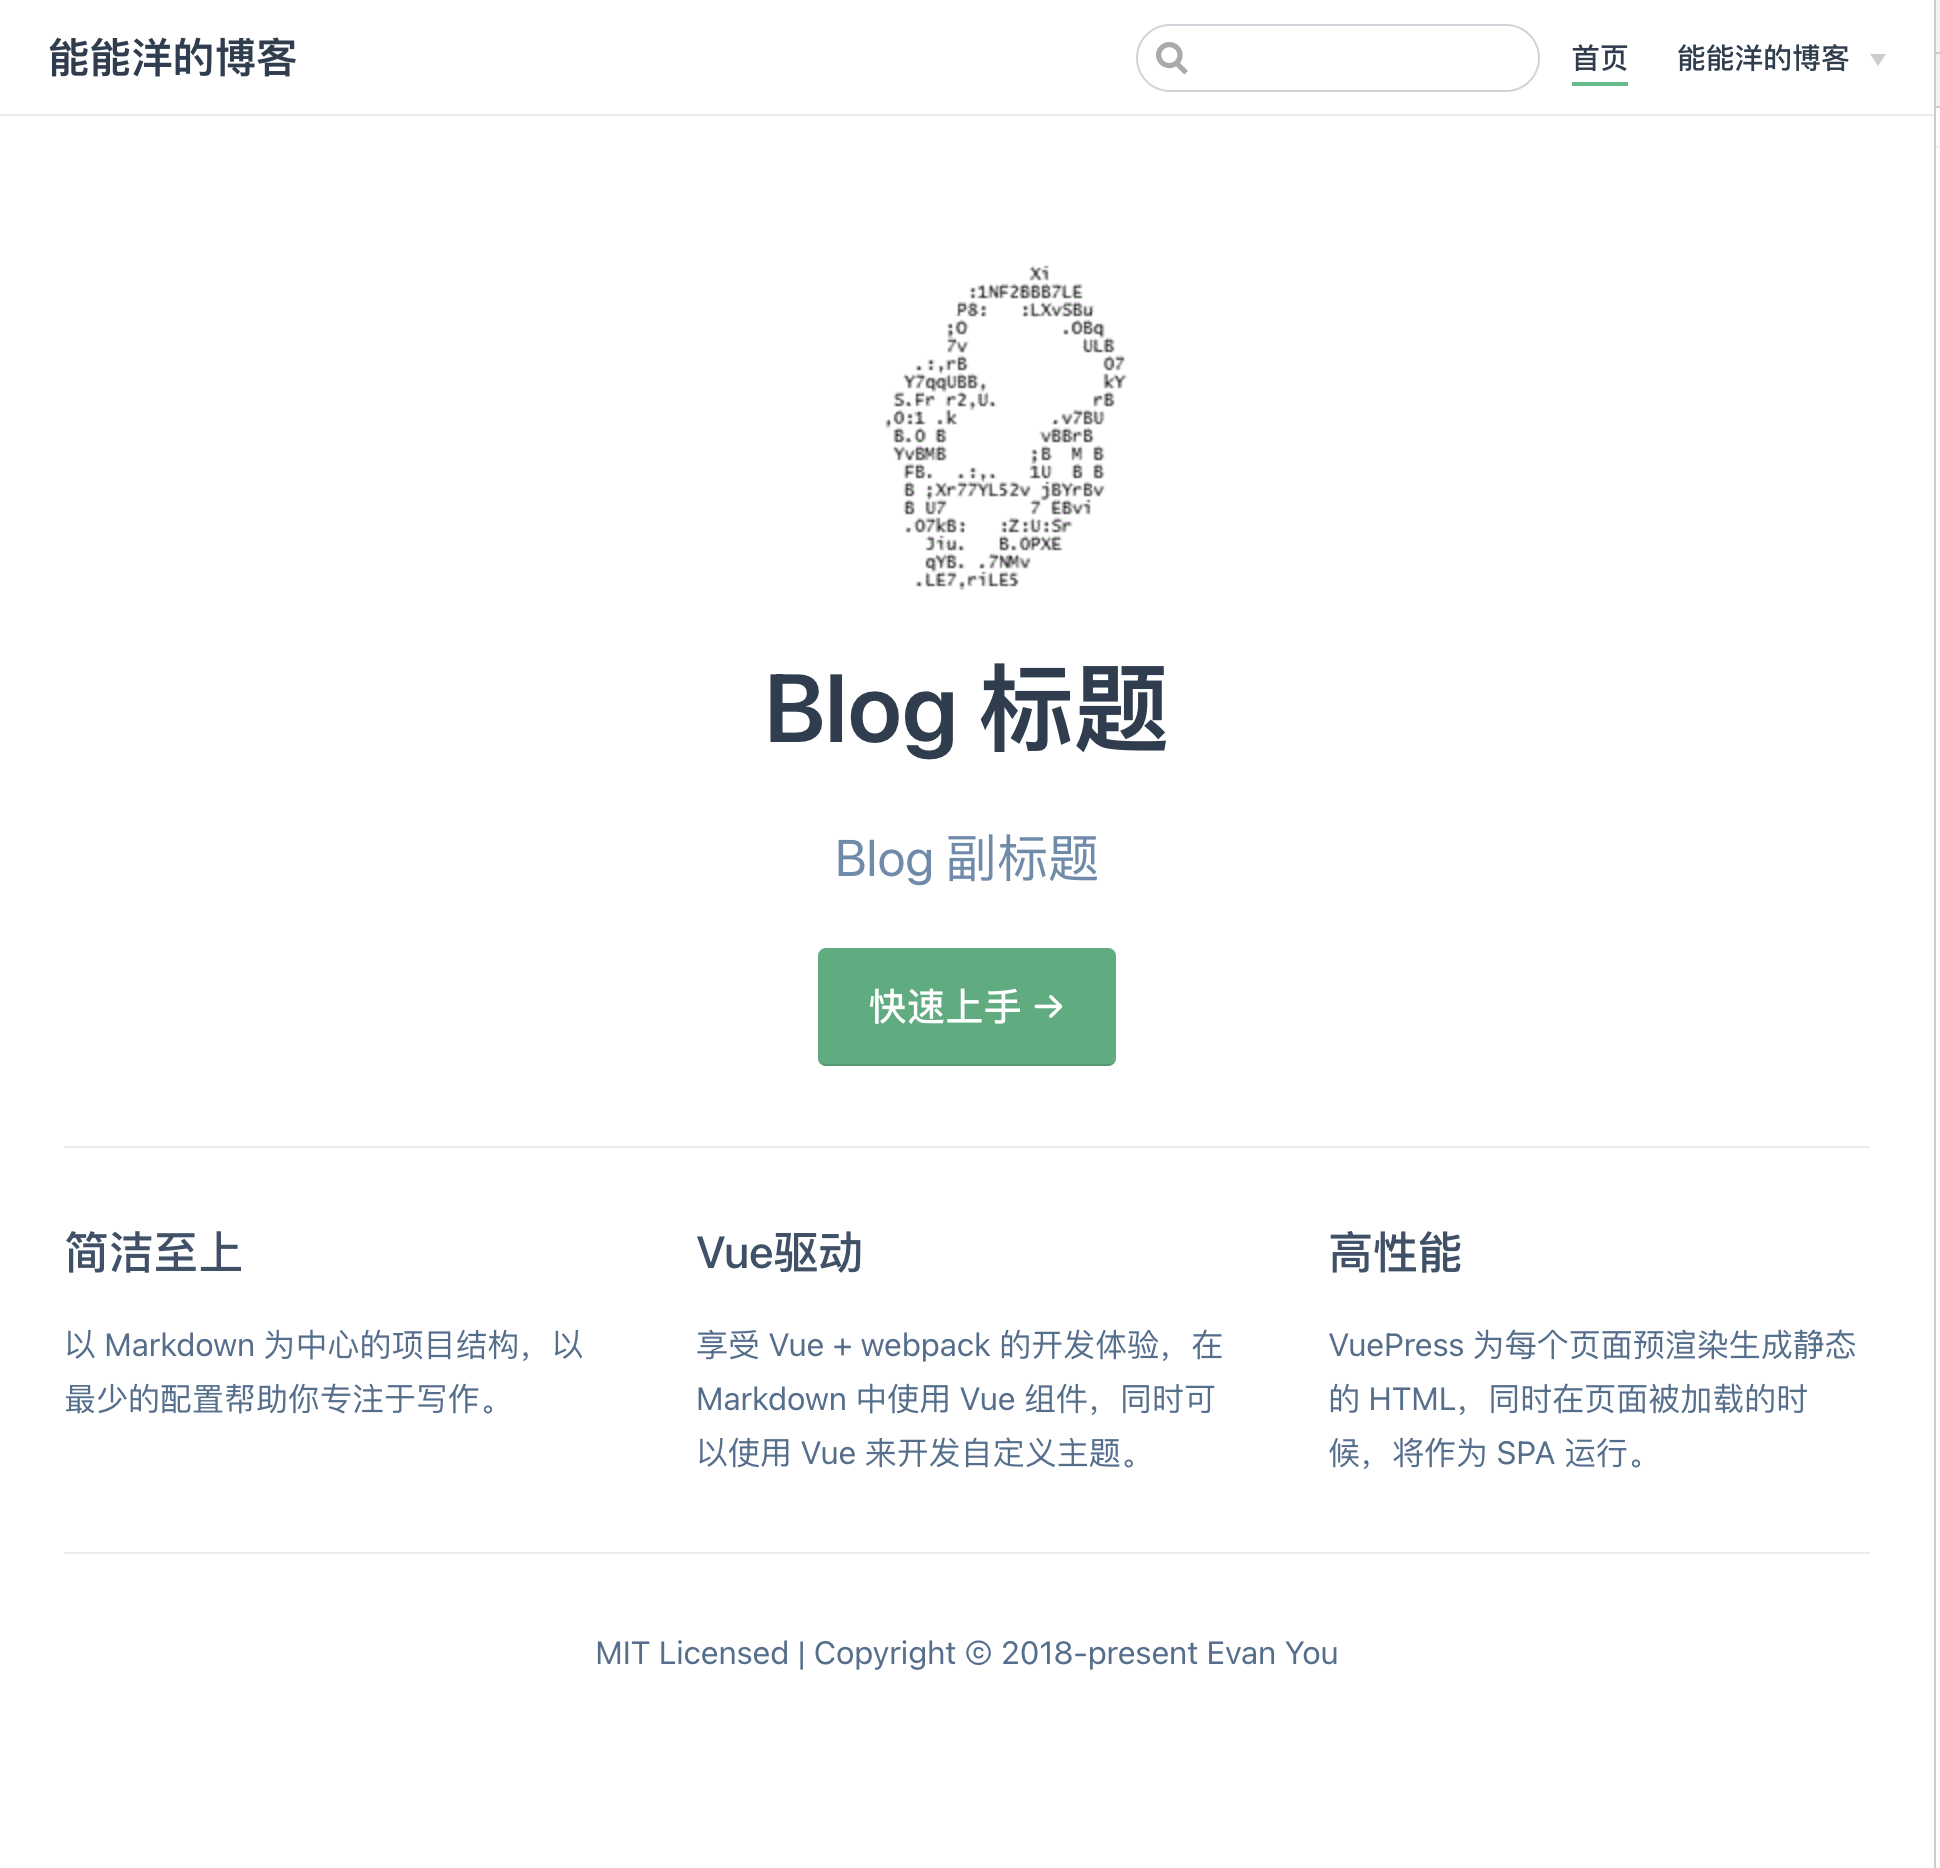 能能洋的博客
首页 能能洋的博客
Xi
:1NF2BBB7LE
P8: :LXvSBu
;O .OBq
7v ULB
.:,rB 07
Y7qqUBB, kY
S.Fr r2,U. rB
,0:1 .k .v7BU
B.O B vBBrB
YvBMB ;B M B
FB. .:,. 1U B B
B ;Xr77YL52v jBYrBv
B U7 7 EBvi
.07kB: :Z:U:Sr
Jiu. B.OPXE
qYB. .7NMv
.LE7,riLE5
Blog 标题
Blog 副标题
快速上手 →
简洁至上
以 Markdown 为中心的项目结构，以
最少的配置帮助你专注于写作。
Vue驱动
享受 Vue + webpack 的开发体验，在
Markdown 中使用 Vue 组件，同时可
以使用 Vue 来开发自定义主题。
高性能
VuePress 为每个页面预渲染生成静态
的 HTML，同时在页面被加载的时
候，将作为 SPA 运行。
MIT Licensed | Copyright © 2018-present Evan You